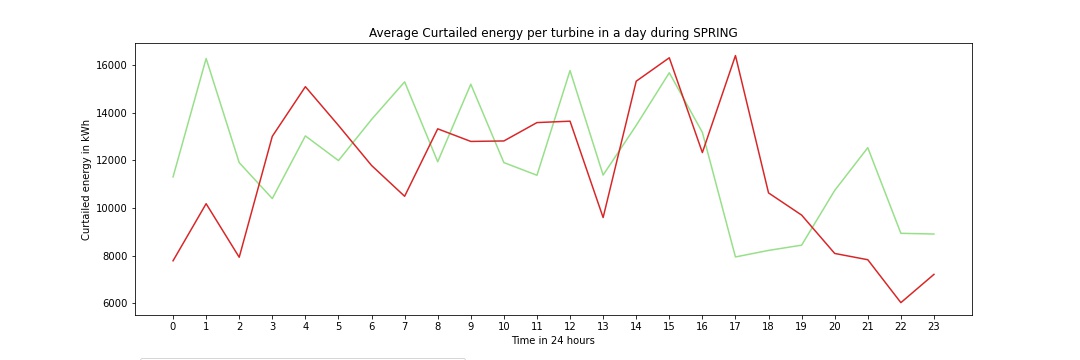 Average Curtailed energy per turbine in a day during SPRING
Curtailed energy in kWh
16000
14000
12000
10000
8000
6000
0 1 2 3 4 5 6 7 8 9 10 11 12 13 14 15 16 17 18 19 20 21 22 23
Time in 24 hours